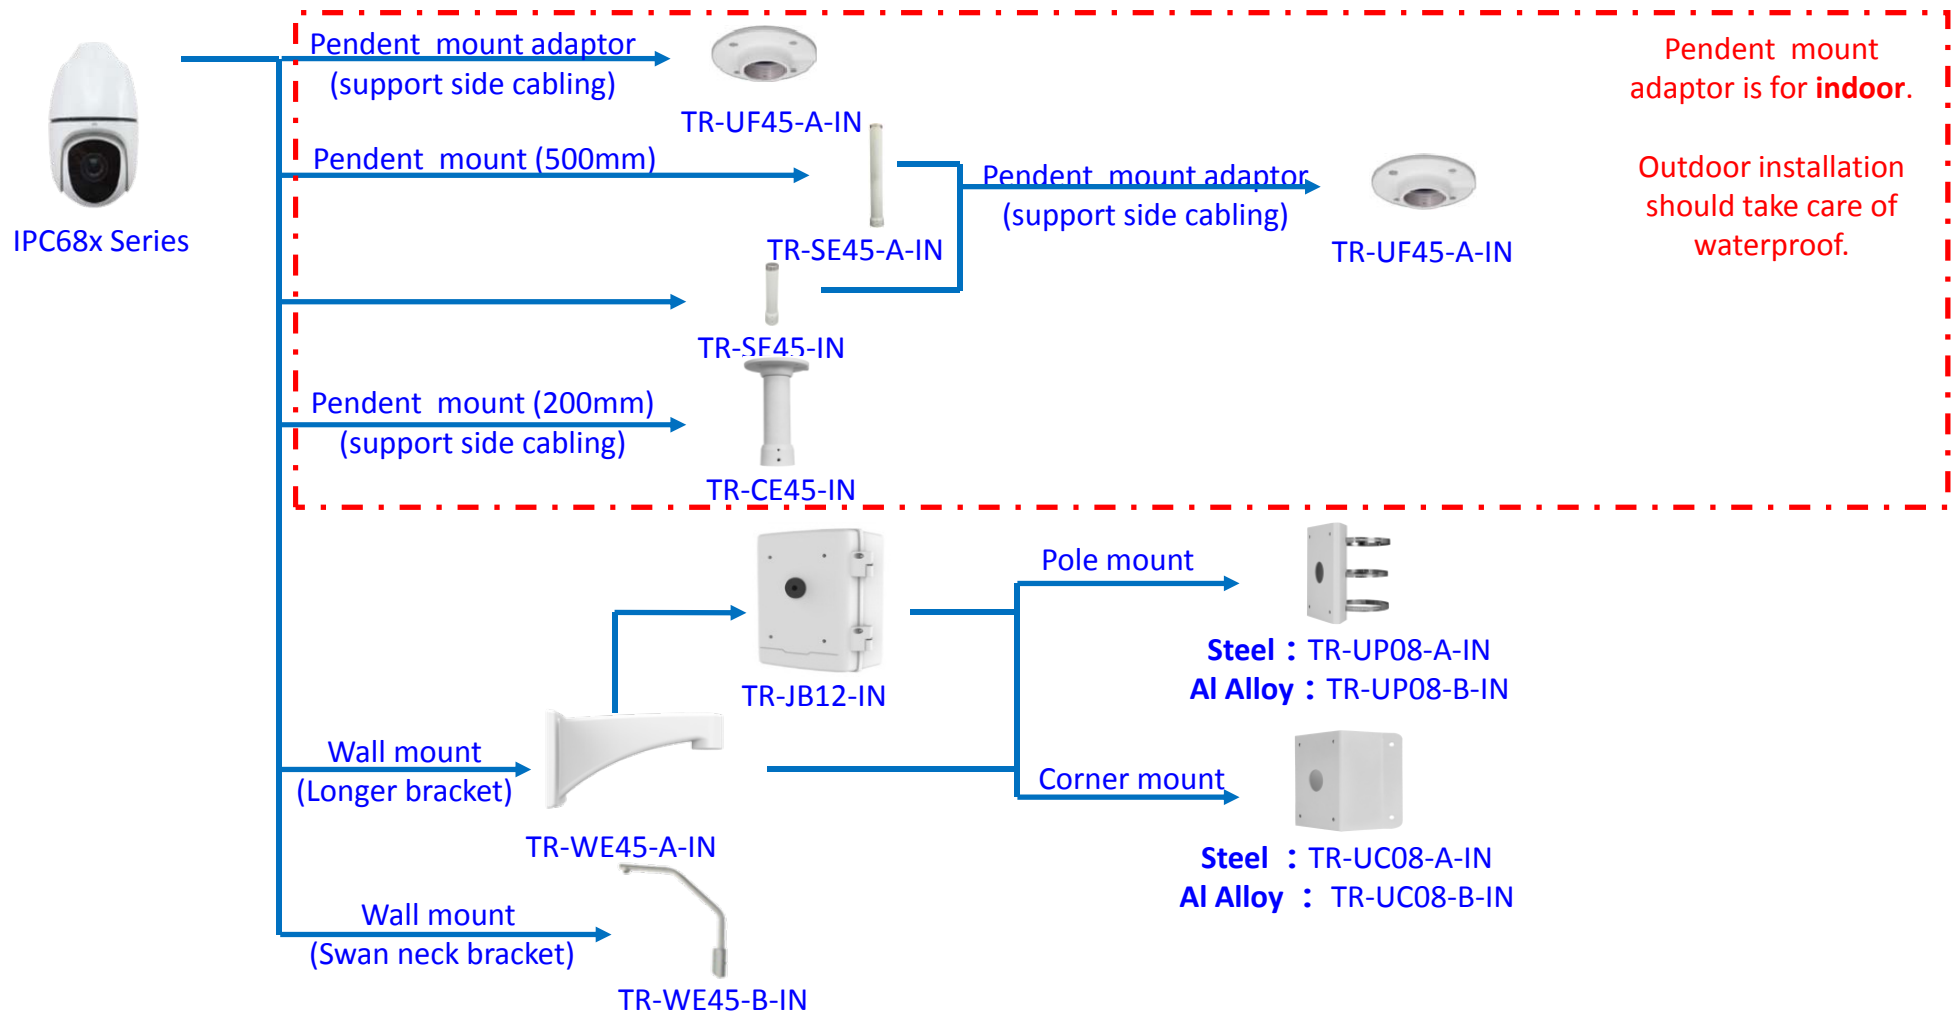 Pendent mount adaptor
(support side cabling)
TR-UF45-A-IN
Pendent mount
adaptor is for indoor.
Outdoor installation
should take care of
waterproof.
IPC68x Series
Pendent mount (500mm)
TR-SE45-A-IN
Pendent mount adaptor
(support side cabling)
TR-UF45-A-IN
TR-SE45-IN
Pendent mount (200mm)
(support side cabling)
TR-CE45-IN
TR-JB12-IN
Pole mount
Steel：TR-UP08-A-IN
Al Alloy：TR-UP08-B-IN
Wall mount
(Longer bracket)
TR-WE45-A-IN
Corner mount
Steel ：TR-UC08-A-IN
Al Alloy ： TR-UC08-B-IN
Wall mount
(Swan neck bracket)
TR-WE45-B-IN